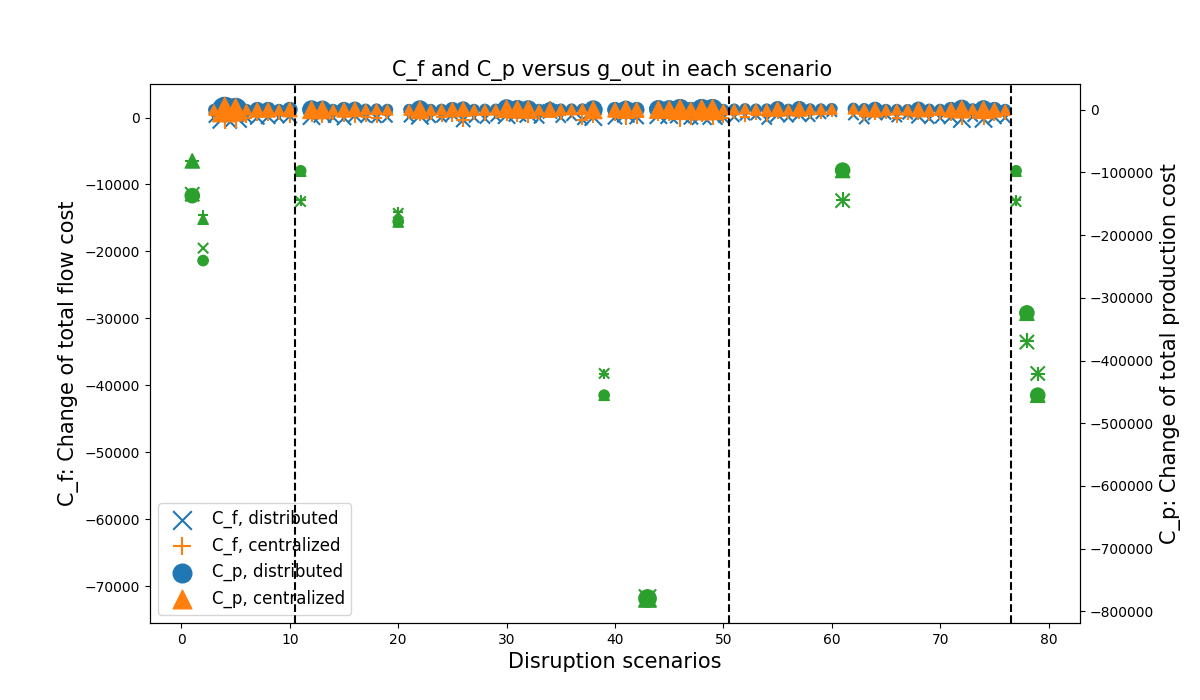 C_f and C_p versus g_out in each scenario
C_f: Change of total flow cost
0
−10000
−20000
−30000
−40000
−50000
−60000
−70000
C_f, distributed
C_f, centralized
C_p, distributed
C_p, centralized
0
−100000
−200000
−300000
−400000
−500000
−600000
−700000
−800000
C_p: Change of total production cost
0 10 20 30 40 50 60 70 80
Disruption scenarios